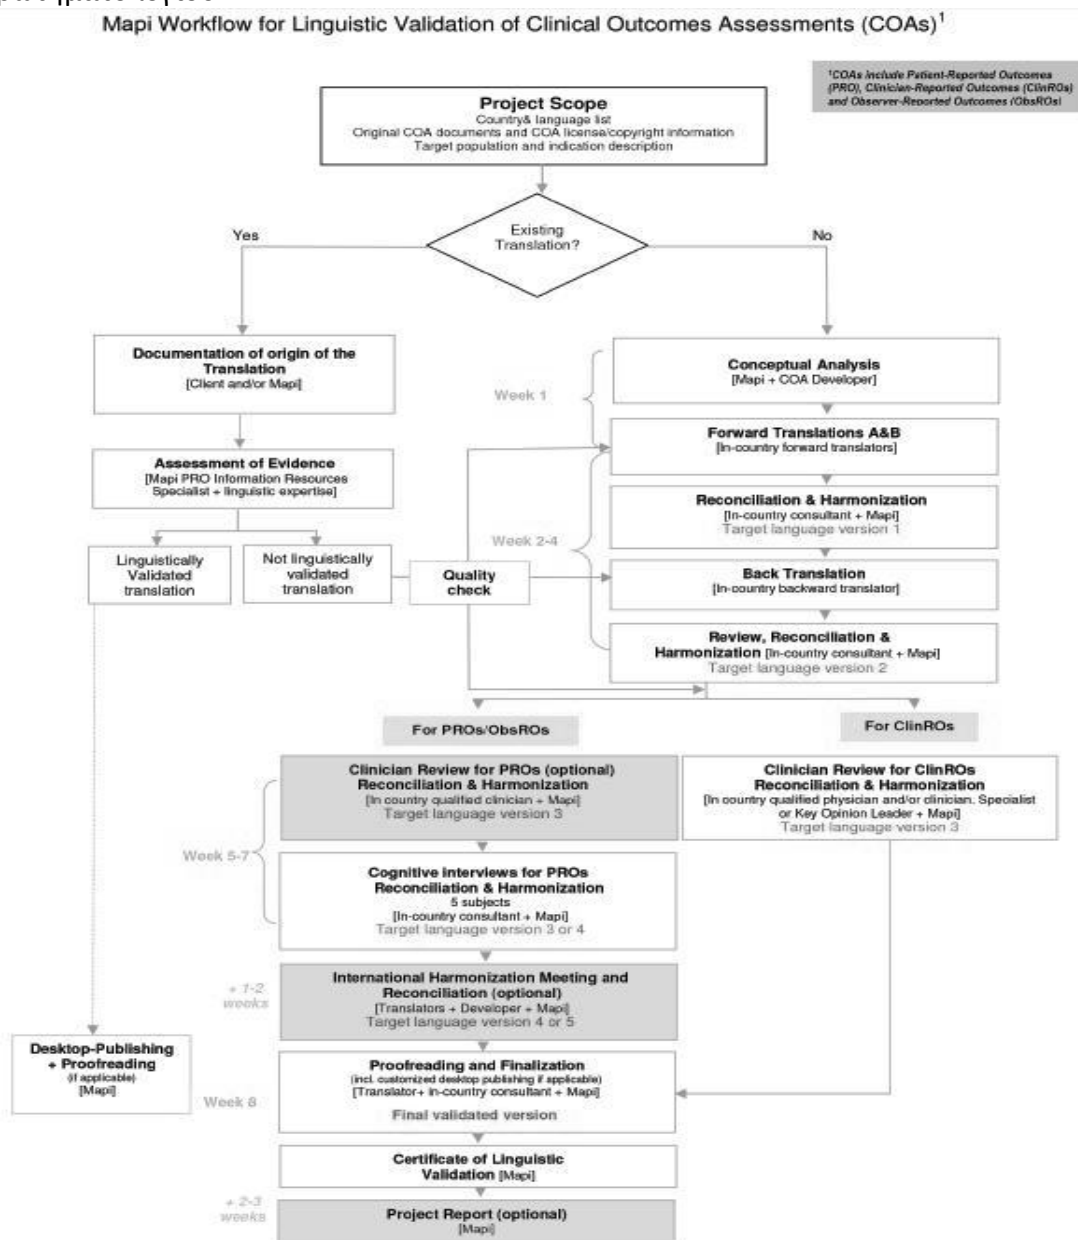 Mapi Workflow for Linguistic Validation of Clinical Outcomes Assessments (COAs)1
1COAs include Patient-Reported Outcomes
(PRO), Clinician-Reported Outcomes (ClinROs)
and Observer-Reported Outcomes (ObsROs)
Project Scope
Country& language list
Original COA documents and COA license/copyright information
Target population and indication description
Existing
Translation?
Yes
No
Documentation of origin of the
Translation
[Client and/or Mapi]
Assessment of Evidence
[Mapi PRO Information Resources
Specialist + linguistic expertise]
Linguistically
Validated
translation
Not linguistically
validated
translation
Quality
check
Week 1
Conceptual Analysis
[Mapi + COA Developer]
Forward Translations A&B
[In-country forward translators]
Week 2-4
Reconciliation & Harmonization
[In-country consultant + Mapi]
Target language version 1
Back Translation
[In-country backward translator]
Review, Reconciliation &
Harmonization [In-country consultant + Mapi]
Target language version 2
For PROs/ObsROs
For ClinROs
Clinician Review for PROs (optional)
Reconciliation & Harmonization
[In country qualified clinician + Mapi]
Target language version 3
Clinician Review for ClinROs
Reconciliation & Harmonization
[In country qualified physician and/or clinician. Specialist
or Key Opinion Leader + Mapi]
Target language version 3
Week 5-7
Cognitive interviews for PROs
Reconciliation & Harmonization
5 subjects
[In-country consultant + Mapi]
Target language version 3 or 4
+ 1-2
weeks
International Harmonization Meeting and
Reconciliation (optional)
[Translators + Developer + Mapi]
Target language version 4 or 5
Desktop-Publishing
+ Proofreading
(if applicable)
[Mapi]
Week 8
Proofreading and Finalization
(incl. customized desktop publishing if applicable)
[Translator+ in-country consultant + Mapi]
Final validated version
Certificate of Linguistic
Validation [Mapi]
+ 2-3
weeks
Project Report (optional)
[Mapi]